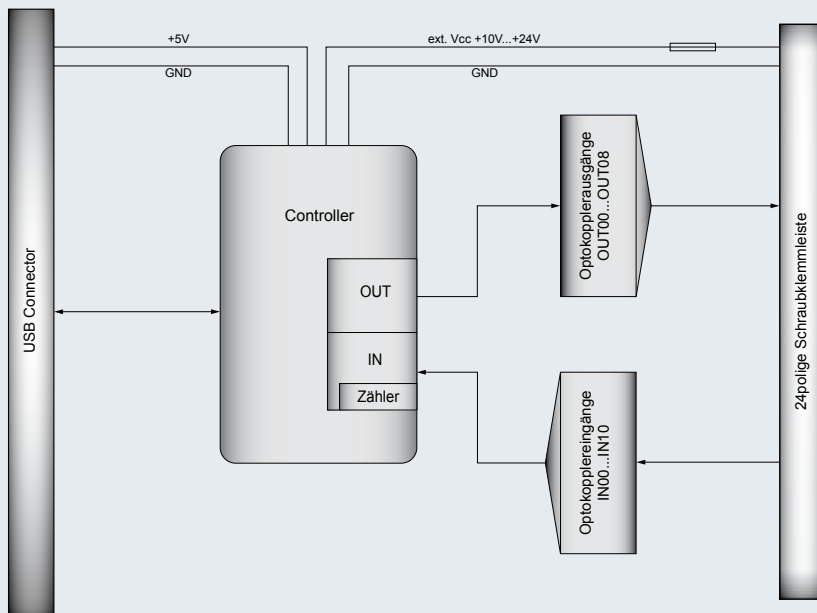 +5V
ext. Vcc +10V...+24V
GND
GND
USB Connector
Controller
OUT
IN
Zähler
Optokopplerausgänge
OUT00...OUT08
Optokopplereingänge
IN00...IN10
24polige Schraubklemmleiste